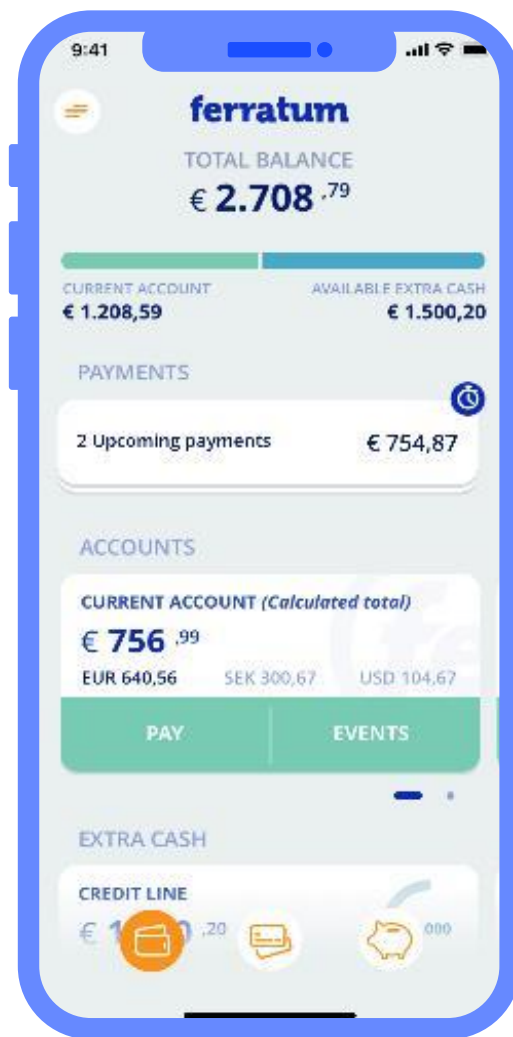 9:41
ferratum
TOTAL BALANCE
€ 2.708 ,79
CURRENT ACCOUNT AVAILABLE EXTRA CASH
€ 1.208,59 € 1.500,20
PAYMENTS
2 Upcoming payments € 754,87
ACCOUNTS
CURRENT ACCOUNT (Calculated total)
€ 756 ,99
EUR 640,56 SEK 300,67 USD 104,67
PAY EVENTS
EXTRA CASH
CREDIT LINE
€ ,20 000